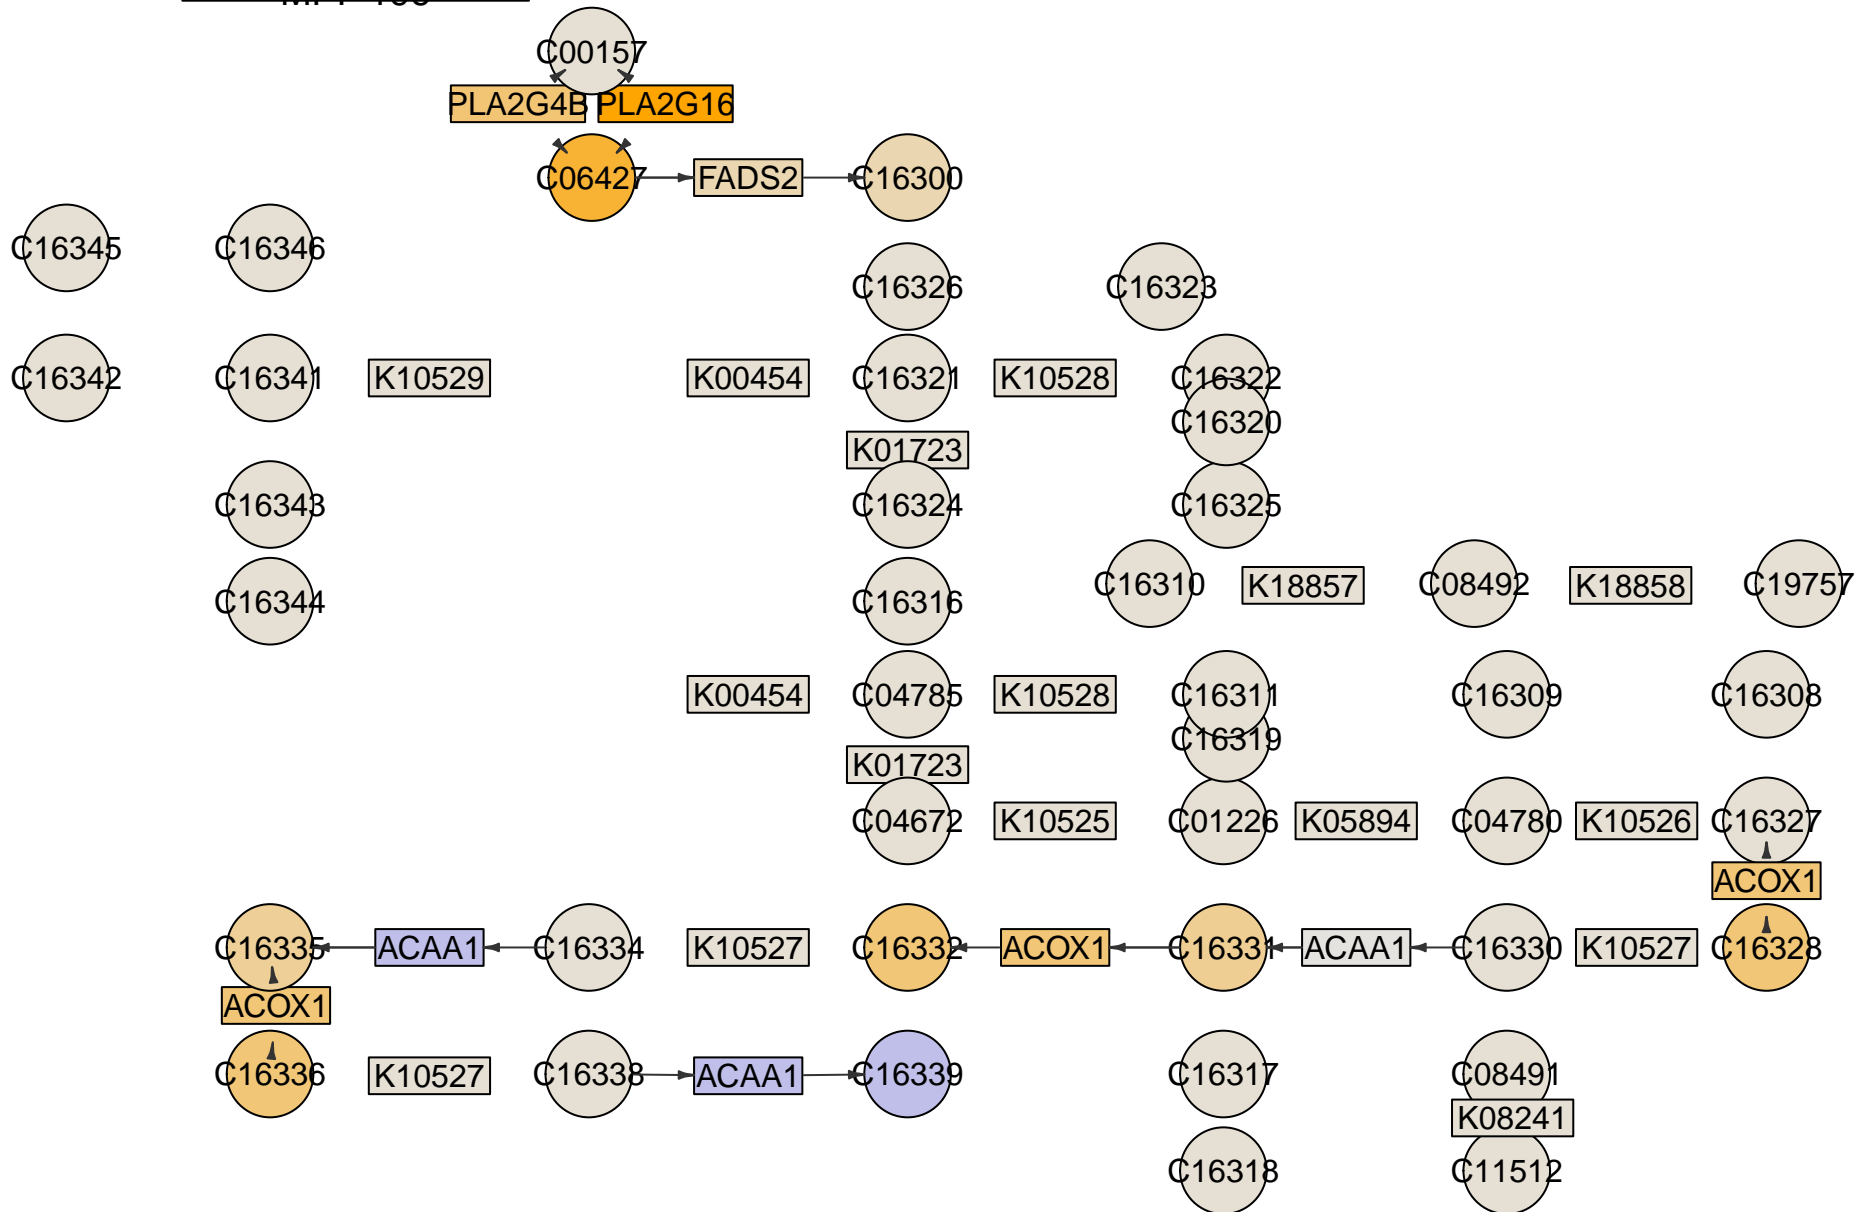 C00157
PLA2G4B PLA2G16
C06427 FADS2 C16300
C16345 C16346
C16326 C16323
C16342 C16341 K10529 K00454 C16321 K10528 C16322
C16320
K01723
C16343 C16324 C16325
C16310 K18857 C08492 K18858 C19757
C16344 C16316
K00454 C04785 K10528 C16311 C16309 C16308
C16319
K01723
C04672 K10525 C01226 K05894 C04780 K10526 C16327
ACOX1
C16335 ACAA1 C16334 K10527 C16332 ACOX1 C16331 ACAA1 C16330 K10527 C16328
ACOX1
C16336 K10527 C16338 ACAA1 C16339 C16317 C08491
K08241
C16318 C11512